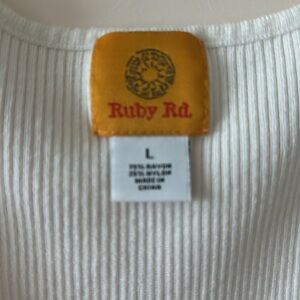 Ruby Rd.
L
75% RAYON
25% NYLON
MADE IN
CHINA